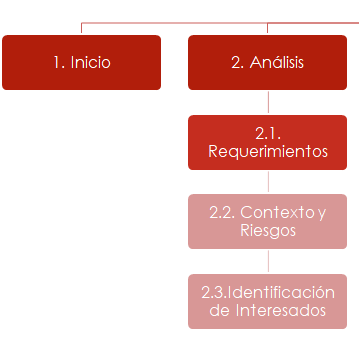 1. Inicio
2. Análisis
2.1.
Requerimientos
2.2. Contexto y
Riesgos
2.3.Identificación
de Interesados